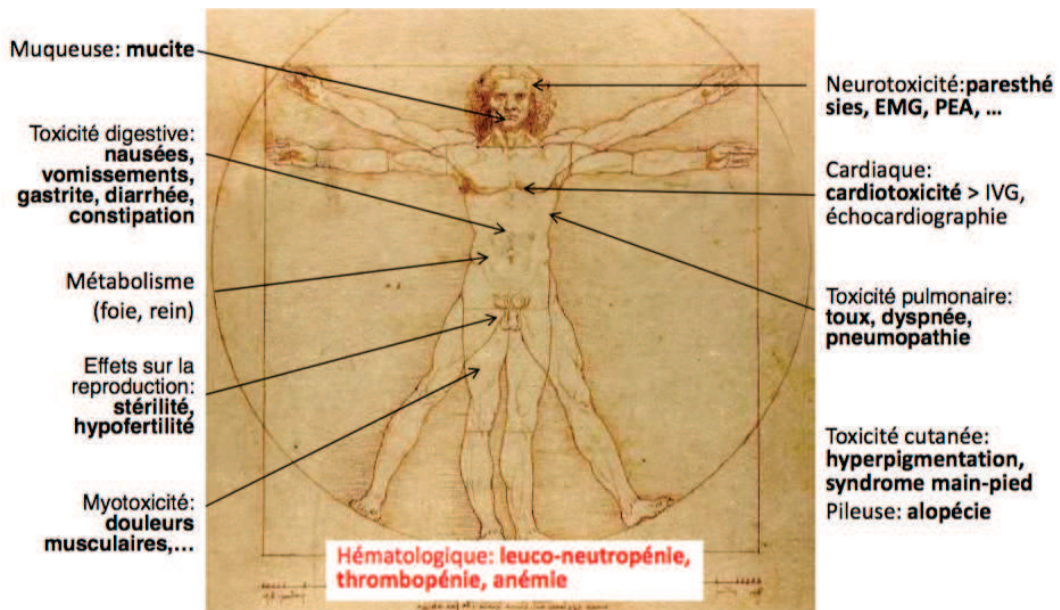 Muqueuse: mucite
Toxicité digestive:
nausées,
vomissements,
gastrite, diarrhée,
constipation
Métabolisme
(foie, rein)
Effets sur la
reproduction:
stérilité,
hypofertilité
Myotoxicité:
douleurs
musculaires,...
Neurotoxicité:paresthé
sies, EMG, PEA, ...
Cardiaque:
cardiotoxicité > IVG,
échocardiographie
Toxicité pulmonaire:
toux, dyspnée,
pneumopathie
Toxicité cutanée:
hyperpigmentation,
syndrome main-pied
Pileuse: alopécie
Hématologique: leuco-neutropénie,
thrombopénie, anémie